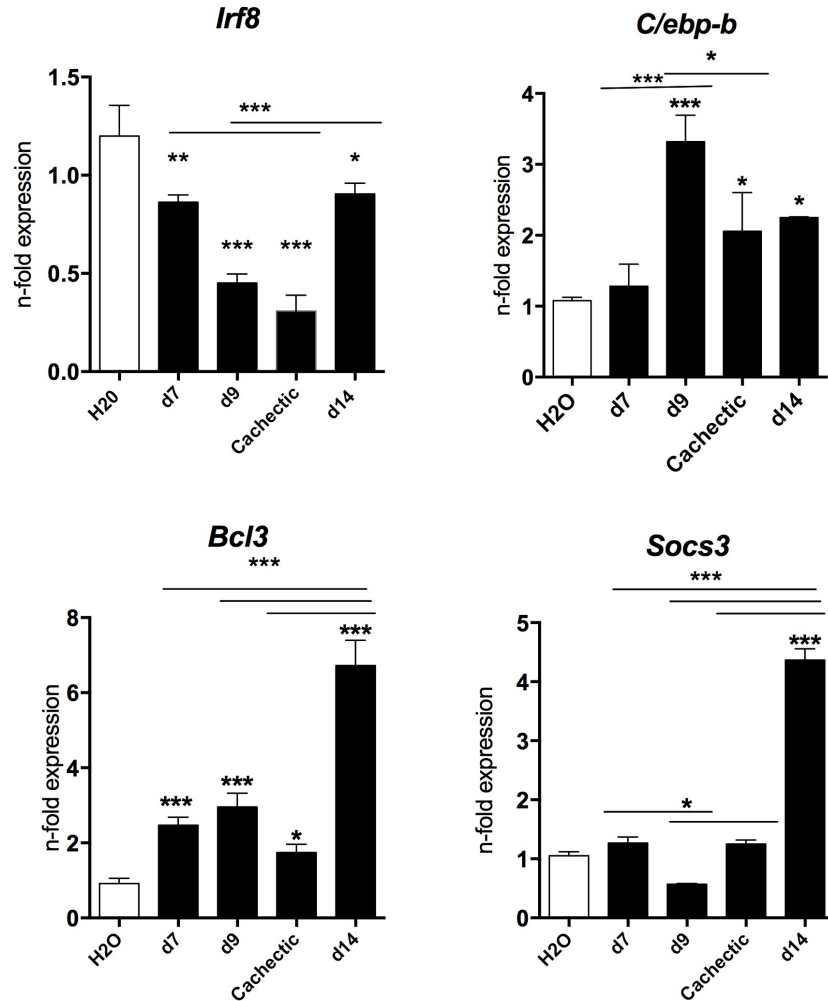 Irf8
n-fold expression
1.5
1.0
0.5
0.0
***
**
***
***
*
H20
d7
d9
Cachectic
d14
C/ebp-b
n-fold expression
4
3
2
1
0
*
***
***
*
*
H2O
d7
d9
Cachectic
d14
Bcl3
n-fold expression
8
6
4
2
0
***
***
***
***
*
H2O
d7
d9
Cachectic
d14
Socs3
n-fold expression
5
4
3
2
1
0
***
***
*
H2O
d7
d9
Cachectic
d14